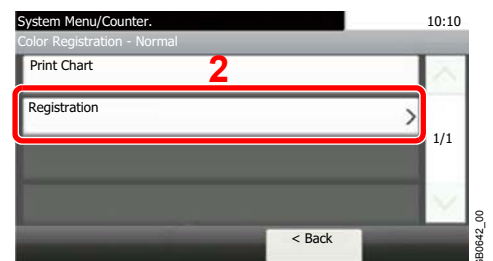 System Menu/Counter. 10:10
Color Registration - Normal
Print Chart
2
Registration >
1/1
< Back
GB0642_00